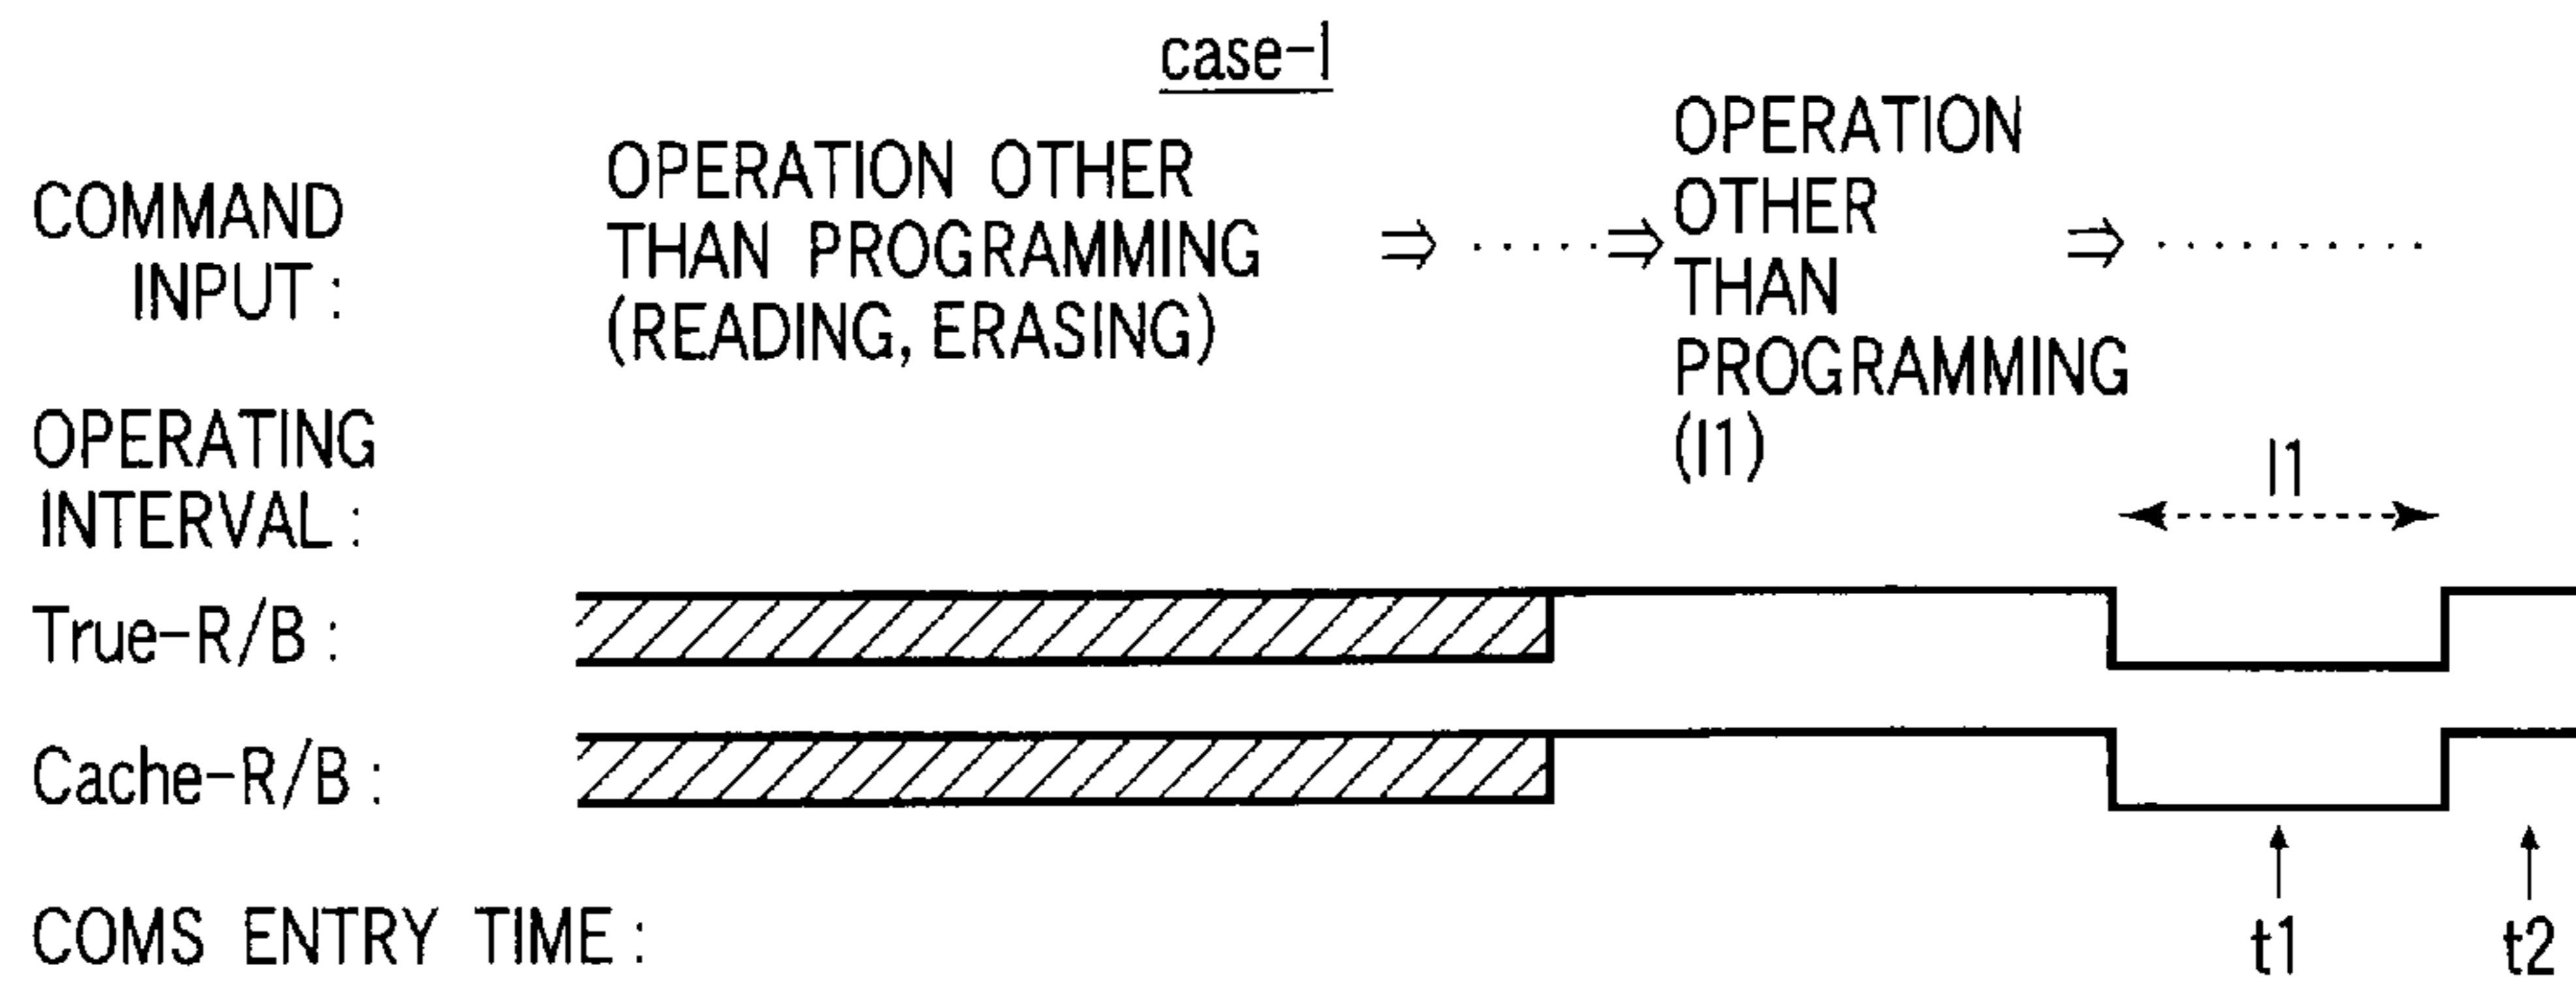 case-1
COMMAND
INPUT :
OPERATION OTHER
THAN PROGRAMMING
(READING, ERASING)
⇒ ·····⇒
OPERATION
OTHER
THAN
PROGRAMMING
(I1)
⇒ ··········
OPERATING
INTERVAL :
I1
True-R/B :
Cache-R/B :
COMS ENTRY TIME :
t1
t2